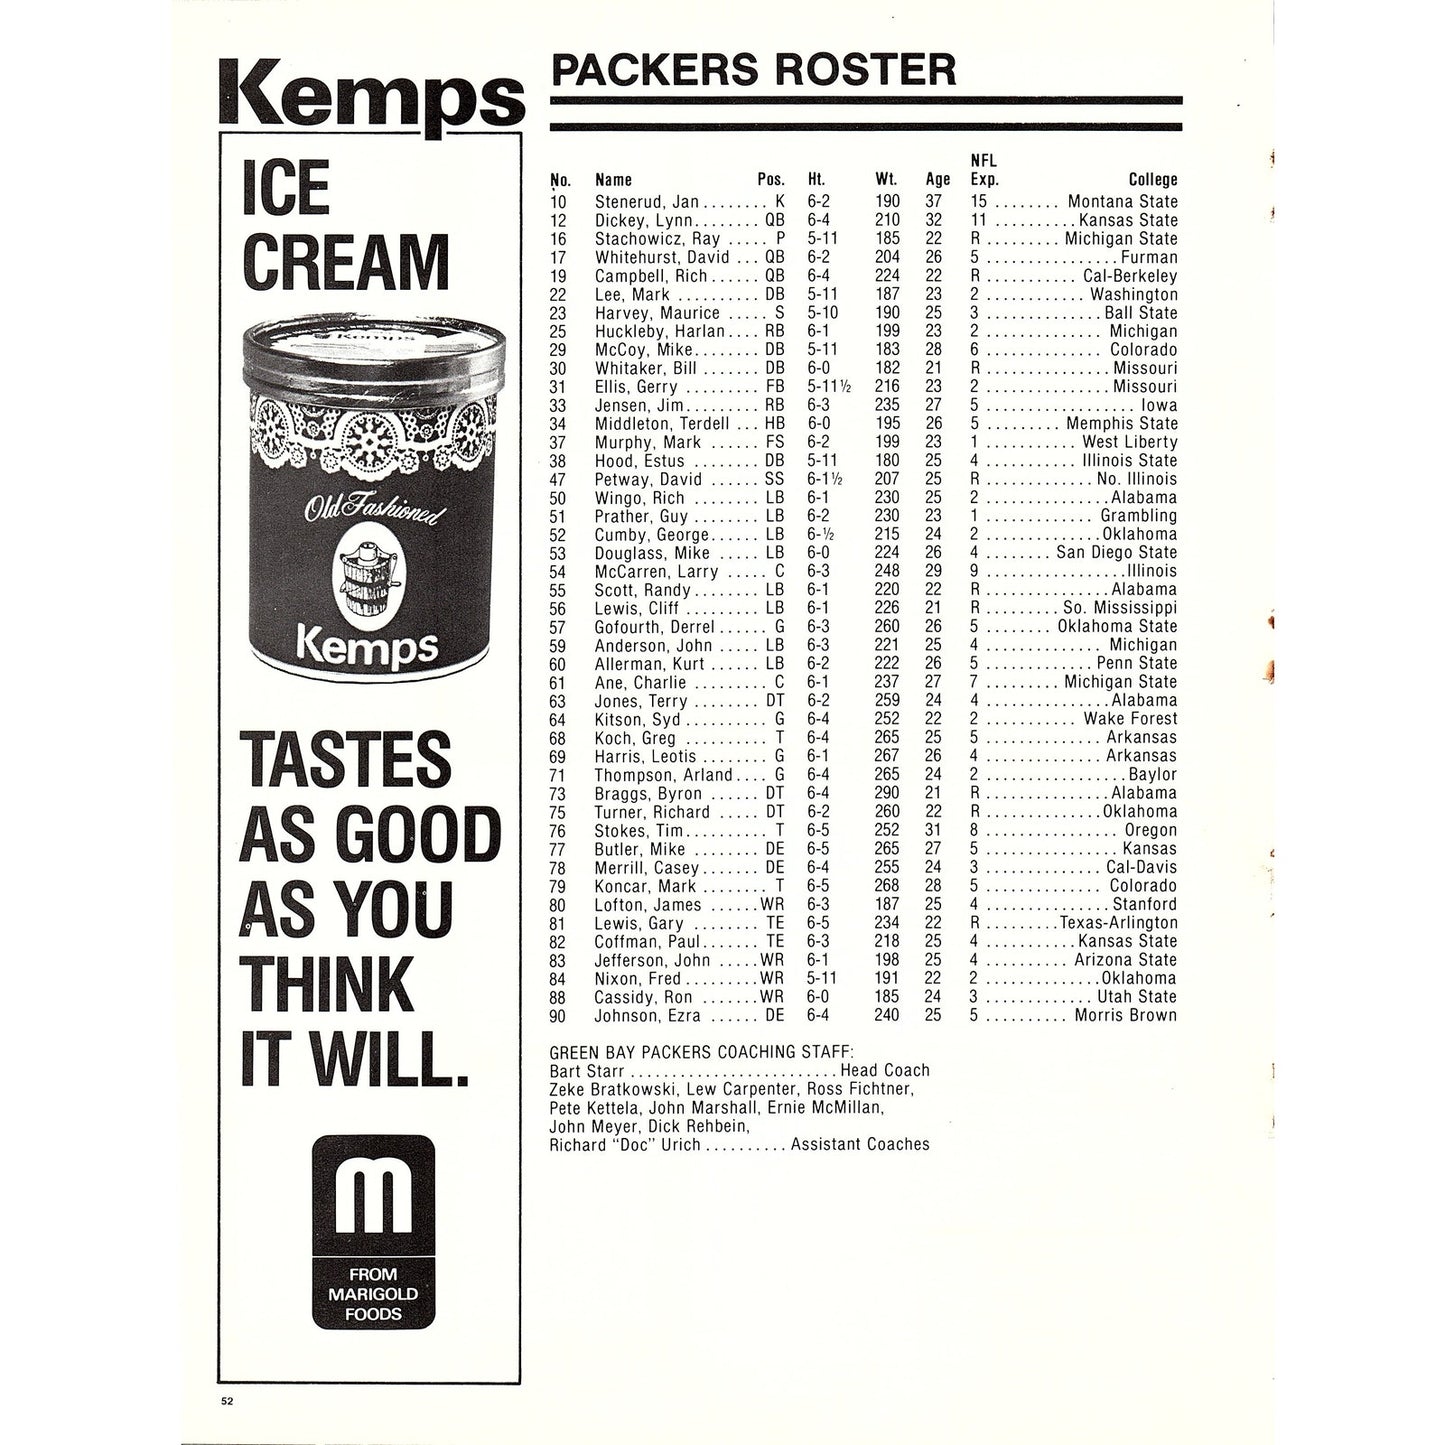 Kemps
ICE
CREAM
Kemps
Old Fashioned
Kemps
TASTES
AS GOOD
AS YOU
THINK
IT WILL.
m
FROM
MARIGOLD
FOODS
PACKERS ROSTER
No. Name Pos. Ht. Wt. Age NFL Exp. College
10 Stenerud, Jan ........ K 6-2 190 37 15 ........ Montana State
12 Dickey, Lynn........ QB 6-4 210 32 11 .......... Kansas State
16 Stachowicz, Ray ..... P 5-11 185 22 R ......... Michigan State
17 Whitehurst, David ... QB 6-2 204 26 5 ................ Furman
19 Campbell, Rich....... QB 6-4 224 22 R ........... Cal-Berkeley
22 Lee, Mark .......... DB 5-11 187 23 2 ............ Washington
23 Harvey, Maurice ..... S 5-10 190 25 3 .............. Ball State
25 Huckleby, Harlan.... RB 6-1 199 23 2 .............. Michigan
29 McCoy, Mike........ DB 5-11 183 28 6 .............. Colorado
30 Whitaker, Bill ....... DB 6-0 182 21 R .............. Missouri
31 Ellis, Gerry ......... FB 5-11½ 216 23 2 .............. Missouri
33 Jensen, Jim......... RB 6-3 235 27 5 .................. Iowa
34 Middleton, Terdell ... HB 6-0 195 26 5 ......... Memphis State
37 Murphy, Mark ...... FS 6-2 199 23 1 ........... West Liberty
38 Hood, Estus ........ DB 5-11 180 25 4 ........... Illinois State
47 Petway, David ...... SS 6-1½ 207 25 R ............. No. Illinois
50 Wingo, Rich ........ LB 6-1 230 25 2 ............... Alabama
51 Prather, Guy ....... LB 6-2 230 23 1 ............. Grambling
52 Cumby, George...... LB 6-½ 215 24 2 .............. Oklahoma
53 Douglass, Mike ..... LB 6-0 224 26 4 ........ San Diego State
54 McCarren, Larry ..... C 6-3 248 29 9 ................. Illinois
55 Scott, Randy........ LB 6-1 220 22 R ............... Alabama
56 Lewis, Cliff ......... LB 6-1 226 21 R ......... So. Mississippi
57 Gofourth, Derrel ...... G 6-3 260 26 5 ........ Oklahoma State
59 Anderson, John ..... LB 6-3 221 25 4 .............. Michigan
60 Allerman, Kurt ...... LB 6-2 222 26 5 ............. Penn State
61 Ane, Charlie ......... C 6-1 237 27 7 ......... Michigan State
63 Jones, Terry ........ DT 6-2 259 24 4 ............... Alabama
64 Kitson, Syd .......... G 6-4 252 22 2 ........... Wake Forest
68 Koch, Greg .......... T 6-4 265 25 5 .............. Arkansas
69 Harris, Leotis ........ G 6-1 267 26 4 .............. Arkansas
71 Thompson, Arland.... G 6-4 265 24 2 ................. Baylor
73 Braggs, Byron ...... DT 6-4 290 21 R ............... Alabama
75 Turner, Richard ..... DT 6-2 260 22 R .............. Oklahoma
76 Stokes, Tim.......... T 6-5 252 31 8 ................ Oregon
77 Butler, Mike ........ DE 6-5 265 27 5 ................ Kansas
78 Merrill, Casey....... DE 6-4 255 24 3 .............. Cal-Davis
79 Koncar, Mark ........ T 6-5 268 28 5 .............. Colorado
80 Lofton, James ...... WR 6-3 187 25 4 ............... Stanford
81 Lewis, Gary ........ TE 6-5 234 22 R ......... Texas-Arlington
82 Coffman, Paul....... TE 6-3 218 25 4 ........... Kansas State
83 Jefferson, John ..... WR 6-1 198 25 4 .......... Arizona State
84 Nixon, Fred......... WR 5-11 191 22 2 .............. Oklahoma
88 Cassidy, Ron ....... WR 6-0 185 24 3 ............. Utah State
90 Johnson, Ezra ...... DE 6-4 240 25 5 .......... Morris Brown
GREEN BAY PACKERS COACHING STAFF:
Bart Starr ......................... Head Coach
Zeke Bratkowski, Lew Carpenter, Ross Fichtner,
Pete Kettela, John Marshall, Ernie McMillan,
John Meyer, Dick Rehbein,
Richard "Doc" Urich .......... Assistant Coaches
52